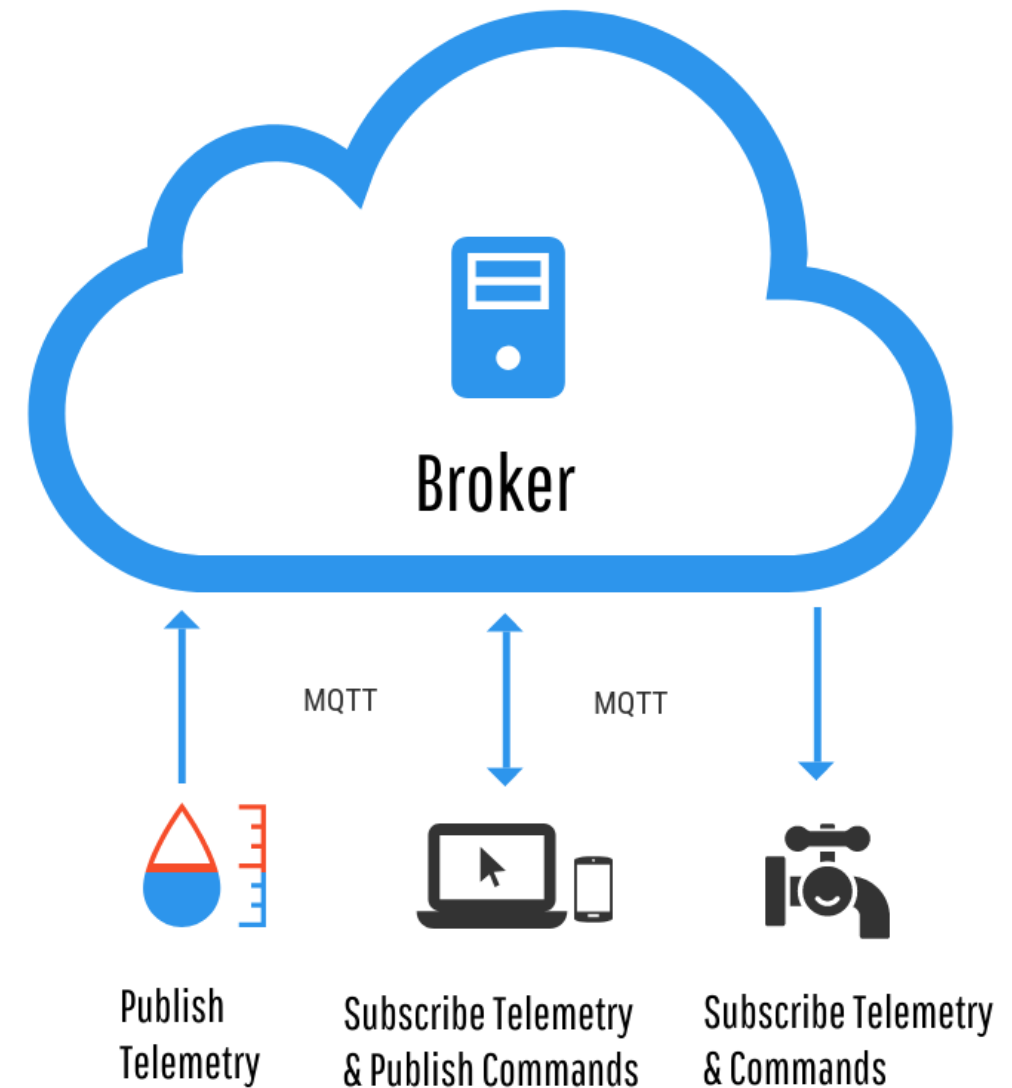 Broker
MQTT
MQTT
Publish
Telemetry
Subscribe Telemetry
& Publish Commands
Subscribe Telemetry
& Commands